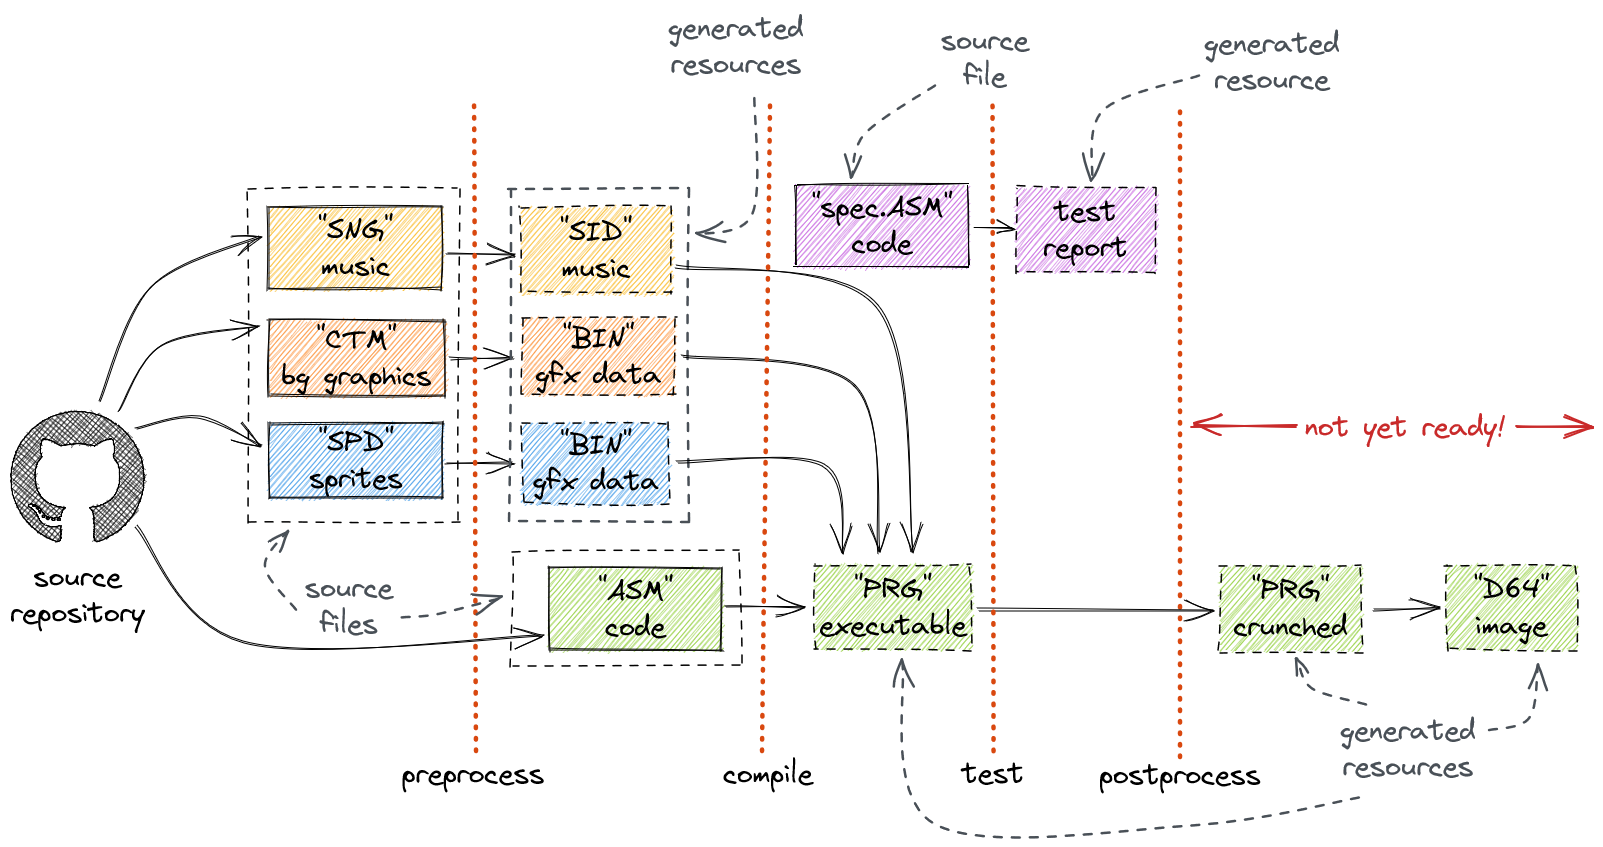 generated
resources
source
file
generated
resource
"SNG"
music
"SID"
music
"spec.ASM"
code
test
report
"CTM"
bg graphics
"BIN"
gfx data
"SPD"
sprites
"BIN"
gfx data
not yet ready!
source
repository
source
files
"ASM"
code
"PRG"
executable
"PRG"
crunched
"D64"
image
generated
resources
preprocess
compile
test
postprocess